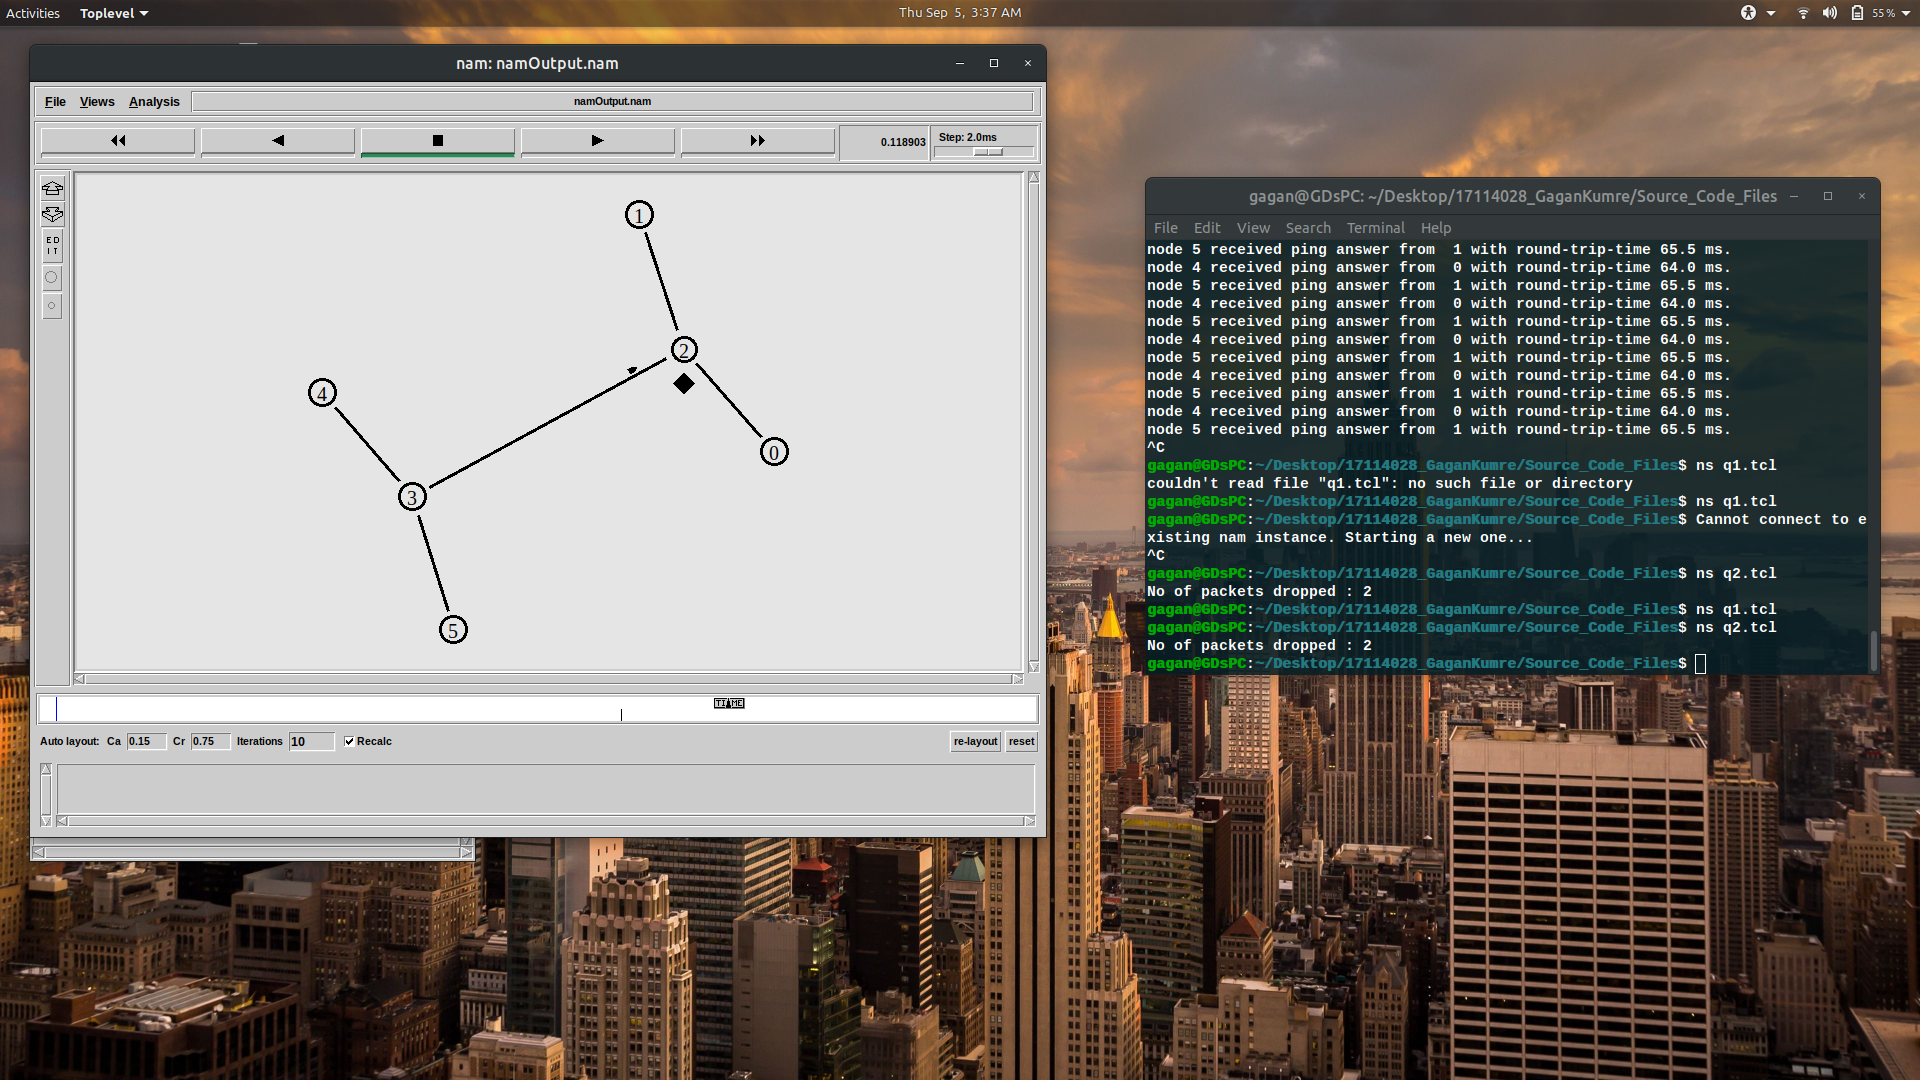 Activities
Toplevel
Thu Sep 5, 3:37 AM
55 %
nam: namOutput.nam
File Views Analysis
namOutput.nam
0.118903
Step: 2.0ms
ED
IT
1
2
4
0
3
5
TIME
Auto layout: Ca 0.15 Cr 0.75 Iterations 10 Recalc
re-layout reset
gagan@GDsPC: ~/Desktop/17114028_GaganKumre/Source_Code_Files
File Edit View Search Terminal Help
node 5 received ping answer from  1 with round-trip-time 65.5 ms.
node 4 received ping answer from  0 with round-trip-time 64.0 ms.
node 5 received ping answer from  1 with round-trip-time 65.5 ms.
node 4 received ping answer from  0 with round-trip-time 64.0 ms.
node 5 received ping answer from  1 with round-trip-time 65.5 ms.
node 4 received ping answer from  0 with round-trip-time 64.0 ms.
node 5 received ping answer from  1 with round-trip-time 65.5 ms.
node 4 received ping answer from  0 with round-trip-time 64.0 ms.
node 5 received ping answer from  1 with round-trip-time 65.5 ms.
node 4 received ping answer from  0 with round-trip-time 64.0 ms.
node 5 received ping answer from  1 with round-trip-time 65.5 ms.
^C
gagan@GDsPC:~/Desktop/17114028_GaganKumre/Source_Code_Files$ ns q1.tcl
couldn't read file "q1.tcl": no such file or directory
gagan@GDsPC:~/Desktop/17114028_GaganKumre/Source_Code_Files$ ns q1.tcl
gagan@GDsPC:~/Desktop/17114028_GaganKumre/Source_Code_Files$ Cannot connect to e
xisting nam instance. Starting a new one...
^C
gagan@GDsPC:~/Desktop/17114028_GaganKumre/Source_Code_Files$ ns q2.tcl
No of packets dropped : 2
gagan@GDsPC:~/Desktop/17114028_GaganKumre/Source_Code_Files$ ns q1.tcl
gagan@GDsPC:~/Desktop/17114028_GaganKumre/Source_Code_Files$ ns q2.tcl
No of packets dropped : 2
gagan@GDsPC:~/Desktop/17114028_GaganKumre/Source_Code_Files$